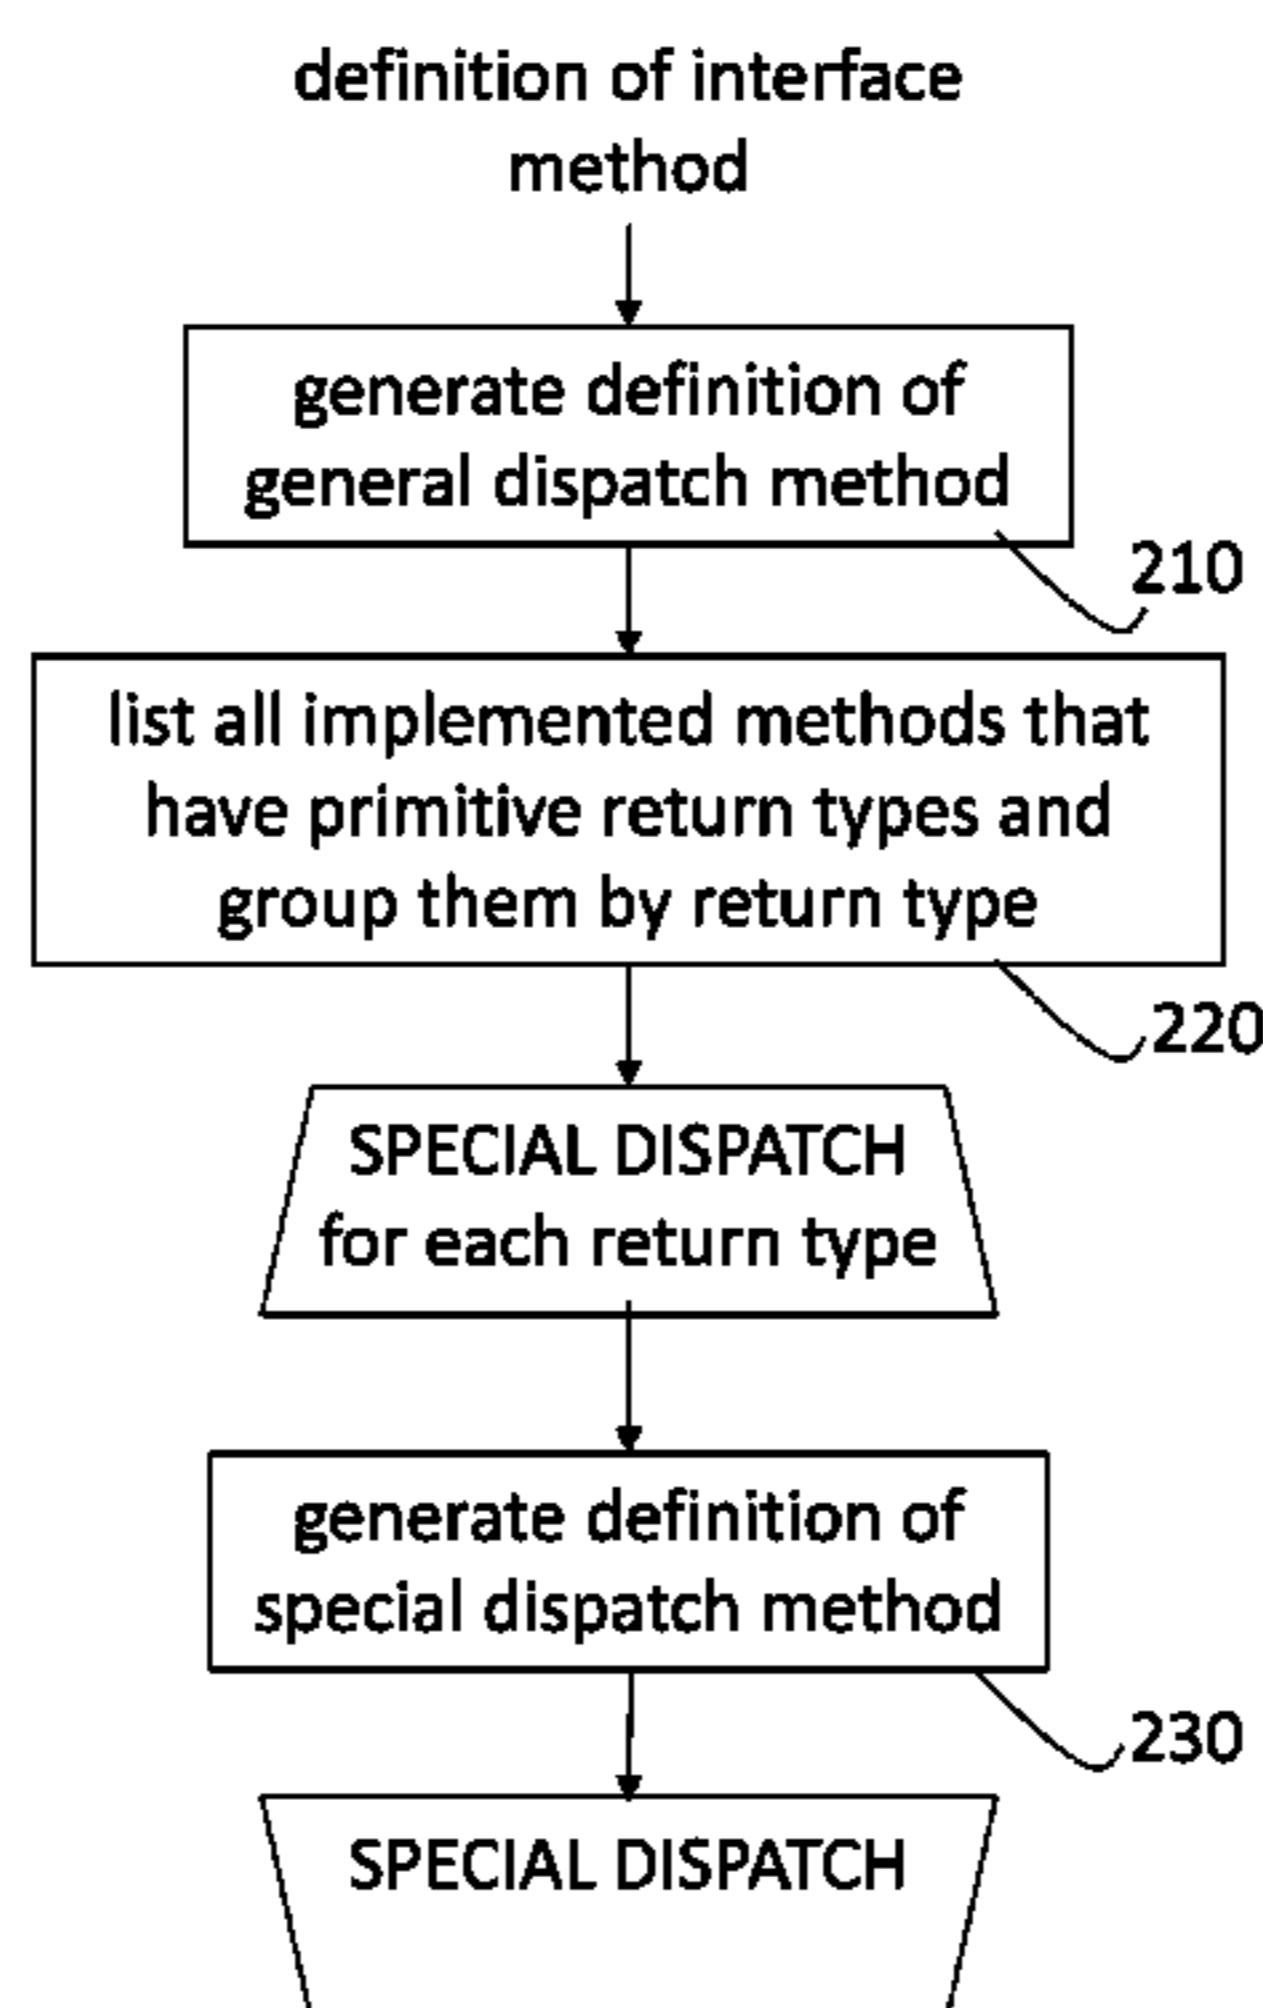 definition of interface
method
generate definition of
general dispatch method
210
list all implemented methods that
have primitive return types and
group them by return type
220
SPECIAL DISPATCH
for each return type
generate definition of
special dispatch method
230
SPECIAL DISPATCH